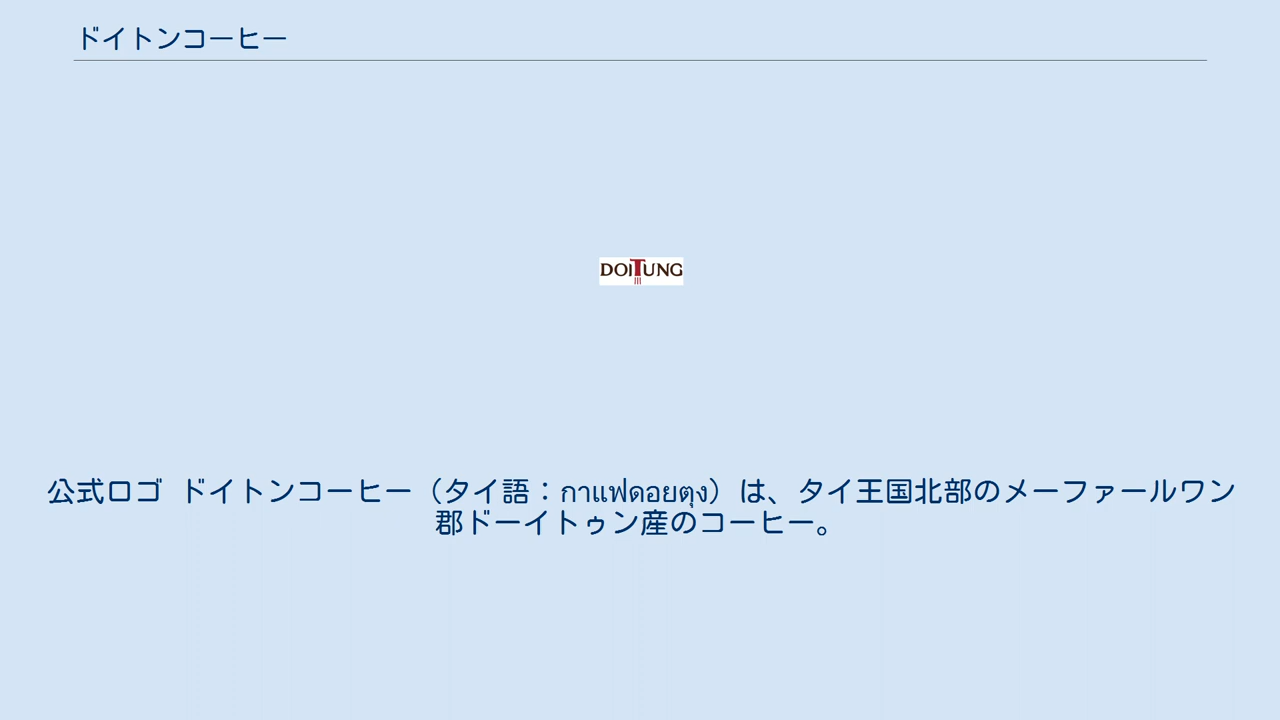 ドイトンコーヒー
DOITUNG
公式ロゴ ドイトンコーヒー（タイ語：กาแฟดอยตุง）は、タイ王国北部のメーファールワン
郡ドーイトゥン産のコーヒー。